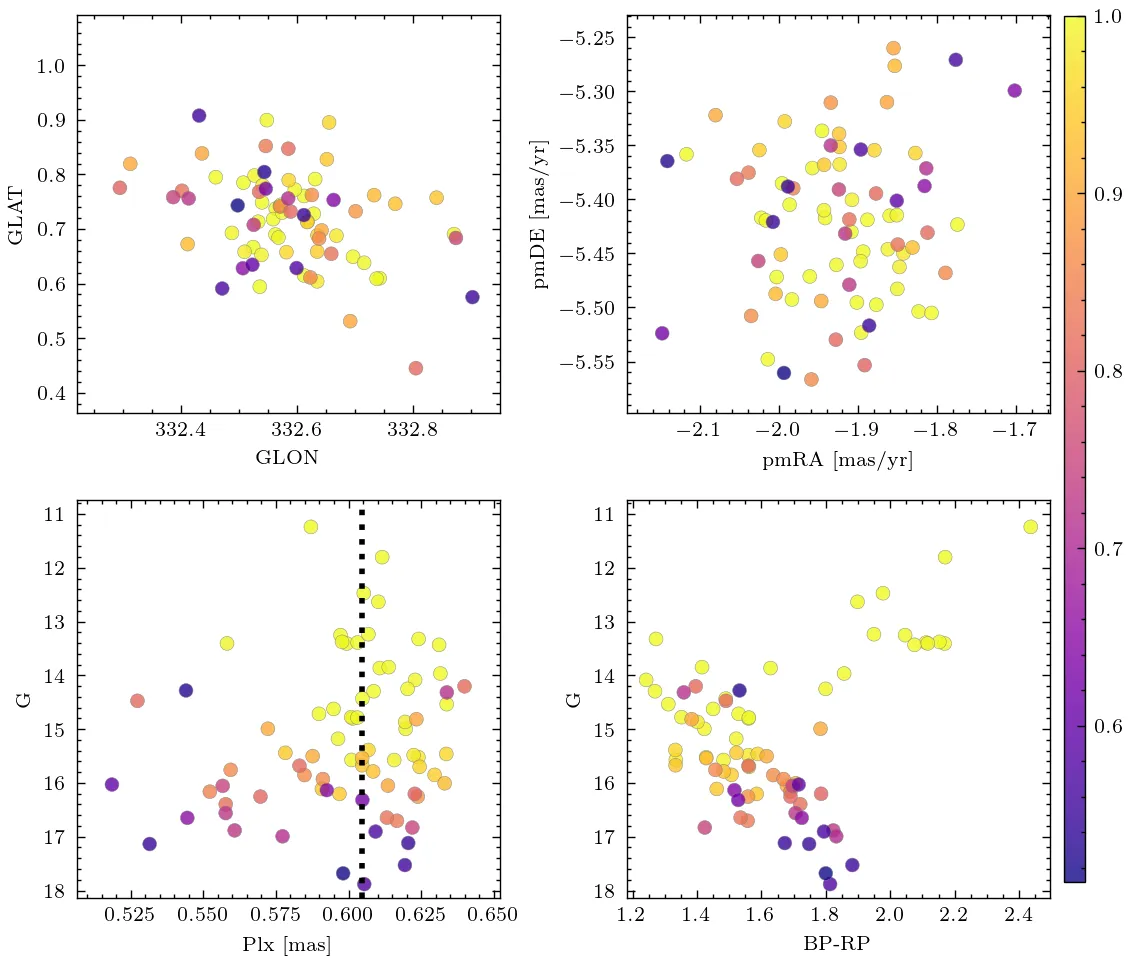 1.0
0.9
0.8
0.7
0.6
0.5
0.4
GLAT
332.4 332.6 332.8
GLON
−5.25
−5.30
−5.35
−5.40
−5.45
−5.50
−5.55
pmDE [mas/yr]
−2.1 −2.0 −1.9 −1.8 −1.7
pmRA [mas/yr]
1.0
0.9
0.8
0.7
0.6
11
12
13
14
15
16
17
18
G
0.525 0.550 0.575 0.600 0.625 0.650
Plx [mas]
11
12
13
14
15
16
17
18
G
1.2 1.4 1.6 1.8 2.0 2.2 2.4
BP-RP